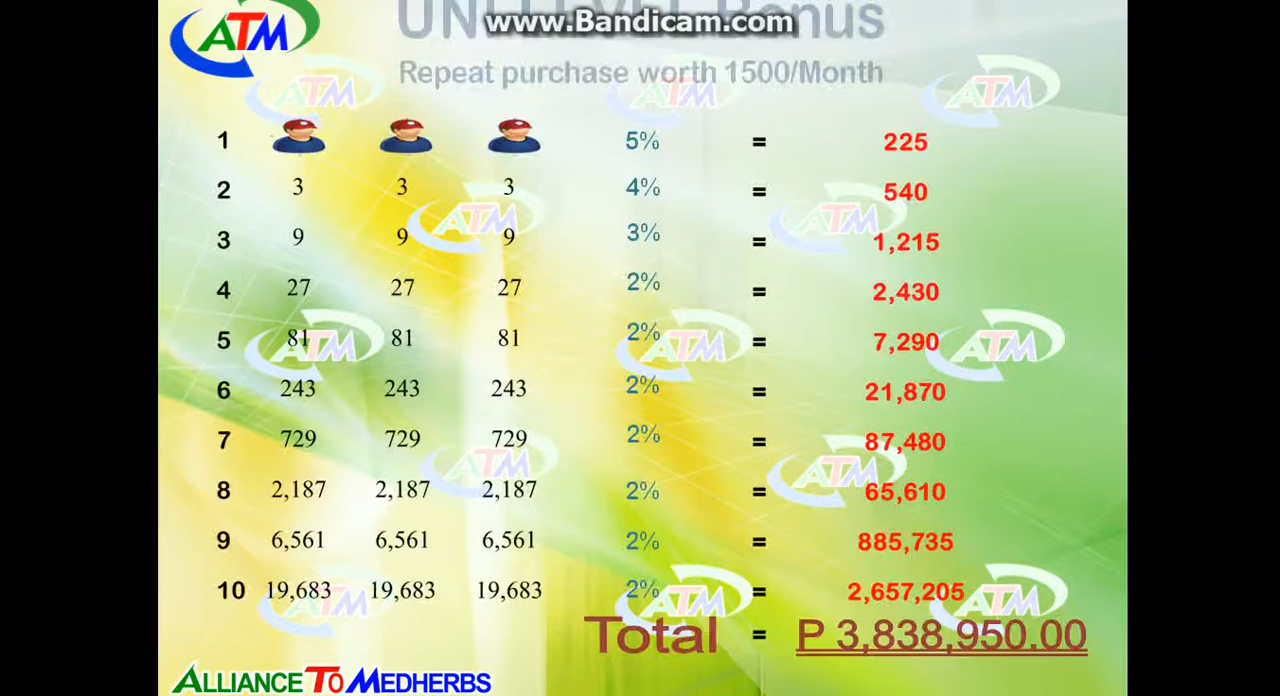 www.Bandicam.com
ATM
UNI LEVEL Bonus
Repeat purchase worth 1500/Month
1 5% = 225
2 3 3 3 4% = 540
3 9 9 9 3% = 1,215
4 27 27 27 2% = 2,430
5 81 81 81 2% = 7,290
6 243 243 243 2% = 21,870
7 729 729 729 2% = 87,480
8 2,187 2,187 2,187 2% = 65,610
9 6,561 6,561 6,561 2% = 885,735
10 19,683 19,683 19,683 2% = 2,657,205
Total = P 3,838,950.00
ALLIANCE TO MEDHERBS